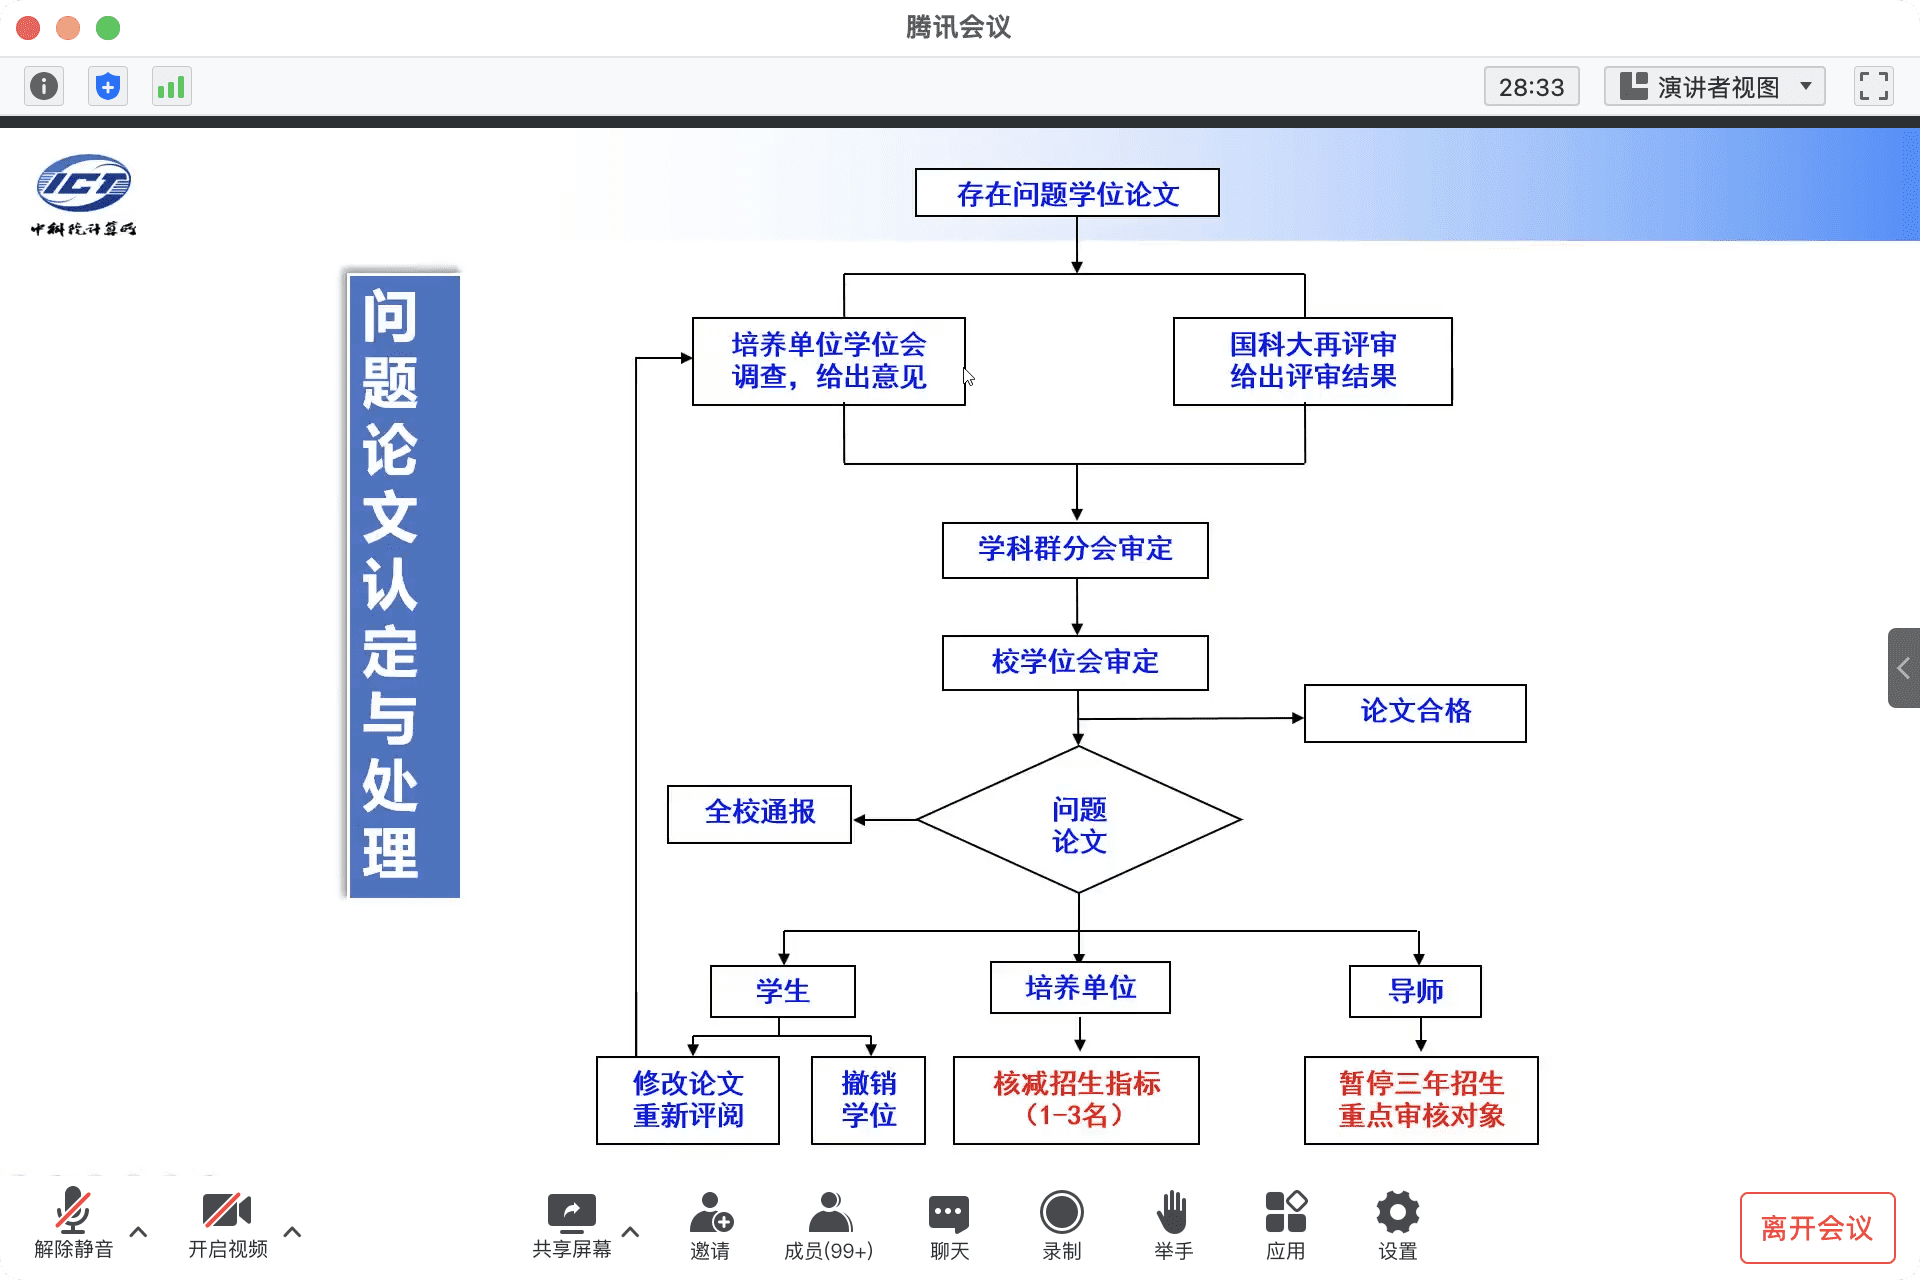 腾讯会议
28:33
演讲者视图
ICT
中科院计算所
存在问题学位论文
问题论文认定与处理
培养单位学位会
调查，给出意见
国科大再评审
给出评审结果
学科群分会审定
校学位会审定
论文合格
全校通报
问题
论文
学生
培养单位
导师
修改论文
重新评阅
撤销
学位
核减招生指标
（1-3名）
暂停三年招生
重点审核对象
解除静音
开启视频
共享屏幕
邀请
成员(99+)
聊天
录制
举手
应用
设置
离开会议